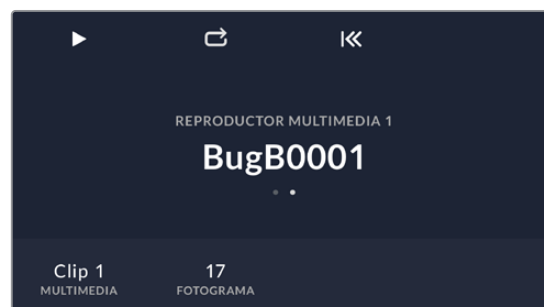 REPRODUCTOR MULTIMEDIA 1
BugB0001
Clip 1 17
MULTIMEDIA FOTOGRAMA